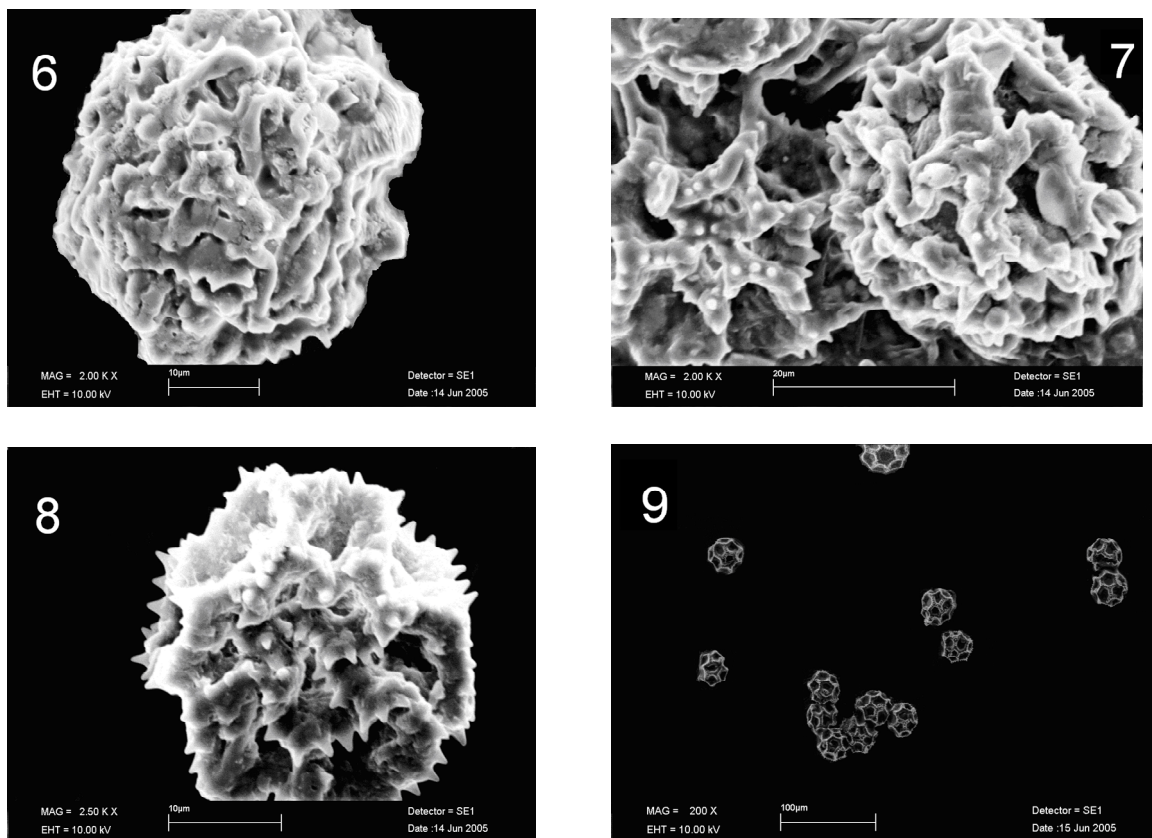 6
MAG = 2.00 K X
EHT = 10.00 kV
10µm
Detector = SE1
Date :14 Jun 2005
7
MAG = 2.00 K X
EHT = 10.00 kV
20µm
Detector = SE1
Date :14 Jun 2005
8
MAG = 2.50 K X
EHT = 10.00 kV
10µm
Detector = SE1
Date :14 Jun 2005
9
MAG = 200 X
EHT = 10.00 kV
100µm
Detector = SE1
Date :15 Jun 2005